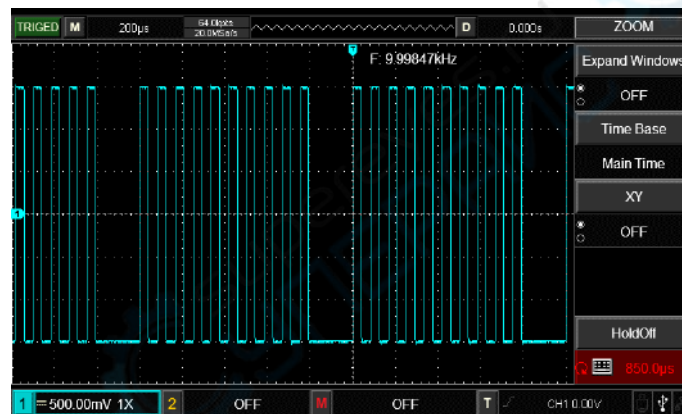 TRIGED M 200μs 64.0kpts D 0.000s ZOOM
20.0MSa/s
F: 9.99847kHz
Expand Windows
OFF
Time Base
Main Time
XY
1
OFF
HoldOff
850.0μs
1 500.00mV 1X 2 OFF M OFF T CH1 0.00V